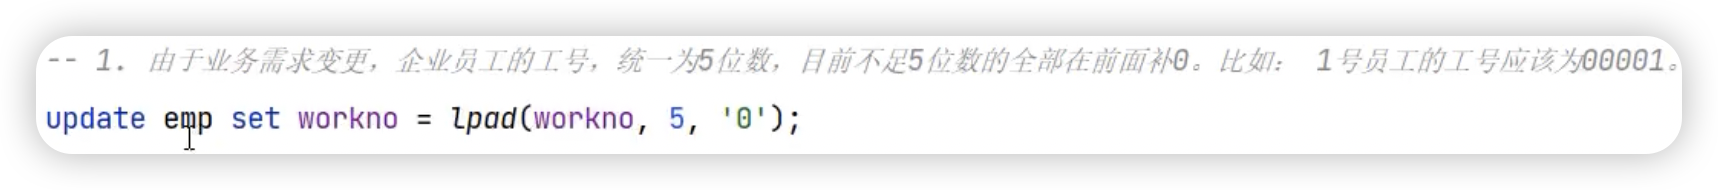 -- 1. 由于业务需求变更，企业员工的工号，统一为5位数，目前不足5位数的全部在前面补0。比如： 1号员工的工号应该为00001。
update emp set workno = lpad(workno, 5, '0');